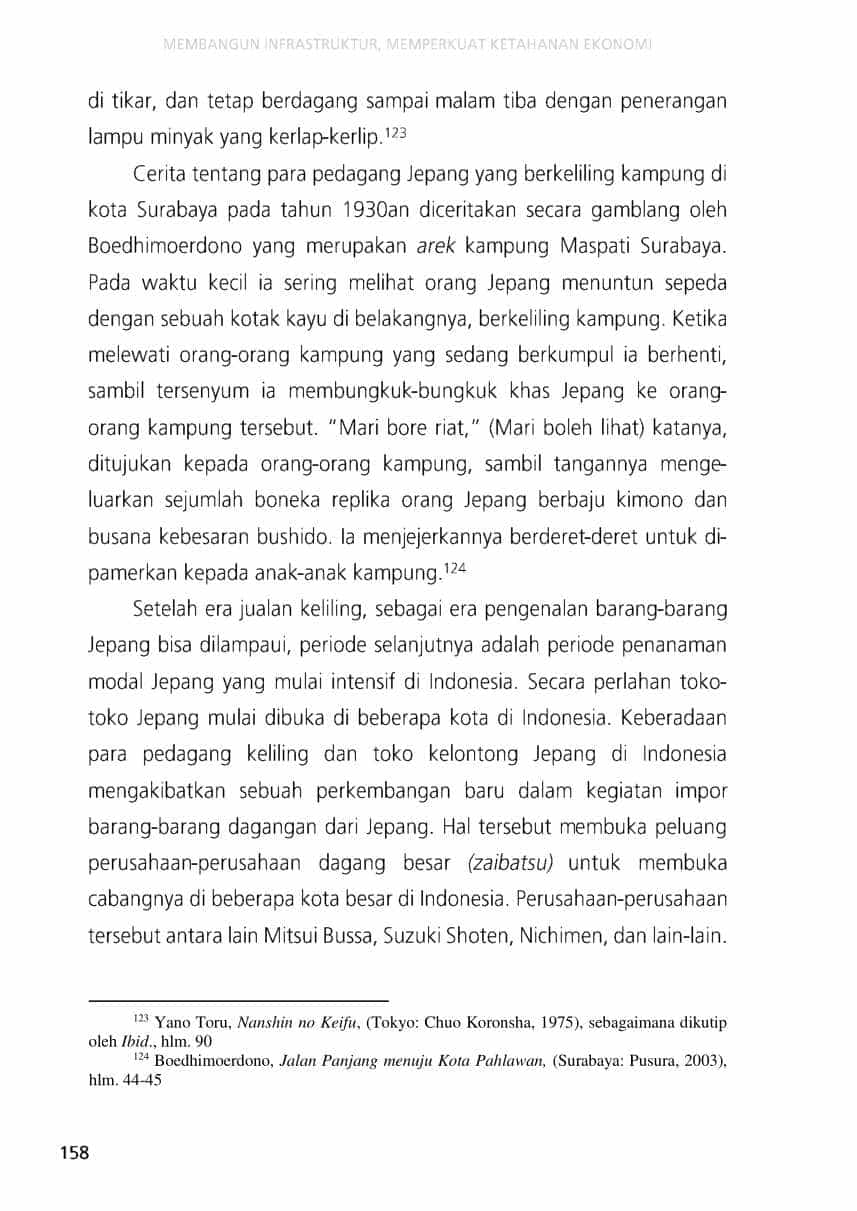 MEMBANGUN INFRASTRUKTUR, MEMPERKUAT KETAHANAN EKONOMI
di tikar, dan tetap berdagang sampai malam tiba dengan penerangan
lampu minyak yang kerlap-kerlip.123
Cerita tentang para pedagang Jepang yang berkeliling kampung di
kota Surabaya pada tahun 1930an diceritakan secara gamblang oleh
Boedhimoerdono yang merupakan arek kampung Maspati Surabaya.
Pada waktu kecil ia sering melihat orang Jepang menuntun sepeda
dengan sebuah kotak kayu di belakangnya, berkeliling kampung. Ketika
melewati orang-orang kampung yang sedang berkumpul ia berhenti,
sambil tersenyum ia membungkuk-bungkuk khas Jepang ke orang-
orang kampung tersebut. “Mari bore riat,” (Mari boleh lihat) katanya,
ditujukan kepada orang-orang kampung, sambil tangannya menge-
luarkan sejumlah boneka replika orang Jepang berbaju kimono dan
busana kebesaran bushido. Ia menjejerkannya berderet-deret untuk di-
pamerkan kepada anak-anak kampung.124
Setelah era jualan keliling, sebagai era pengenalan barang-barang
Jepang bisa dilampaui, periode selanjutnya adalah periode penanaman
modal Jepang yang mulai intensif di Indonesia. Secara perlahan toko-
toko Jepang mulai dibuka di beberapa kota di Indonesia. Keberadaan
para pedagang keliling dan toko kelontong Jepang di Indonesia
mengakibatkan sebuah perkembangan baru dalam kegiatan impor
barang-barang dagangan dari Jepang. Hal tersebut membuka peluang
perusahaan-perusahaan dagang besar (zaibatsu) untuk membuka
cabangnya di beberapa kota besar di Indonesia. Perusahaan-perusahaan
tersebut antara lain Mitsui Bussa, Suzuki Shoten, Nichimen, dan lain-lain.
123 Yano Toru, Nanshin no Keifu, (Tokyo: Chuo Koronsha, 1975), sebagaimana dikutip
oleh Ibid., hlm. 90
124 Boedhimoerdono, Jalan Panjang menuju Kota Pahlawan, (Surabaya: Pusura, 2003),
hlm. 44-45
158